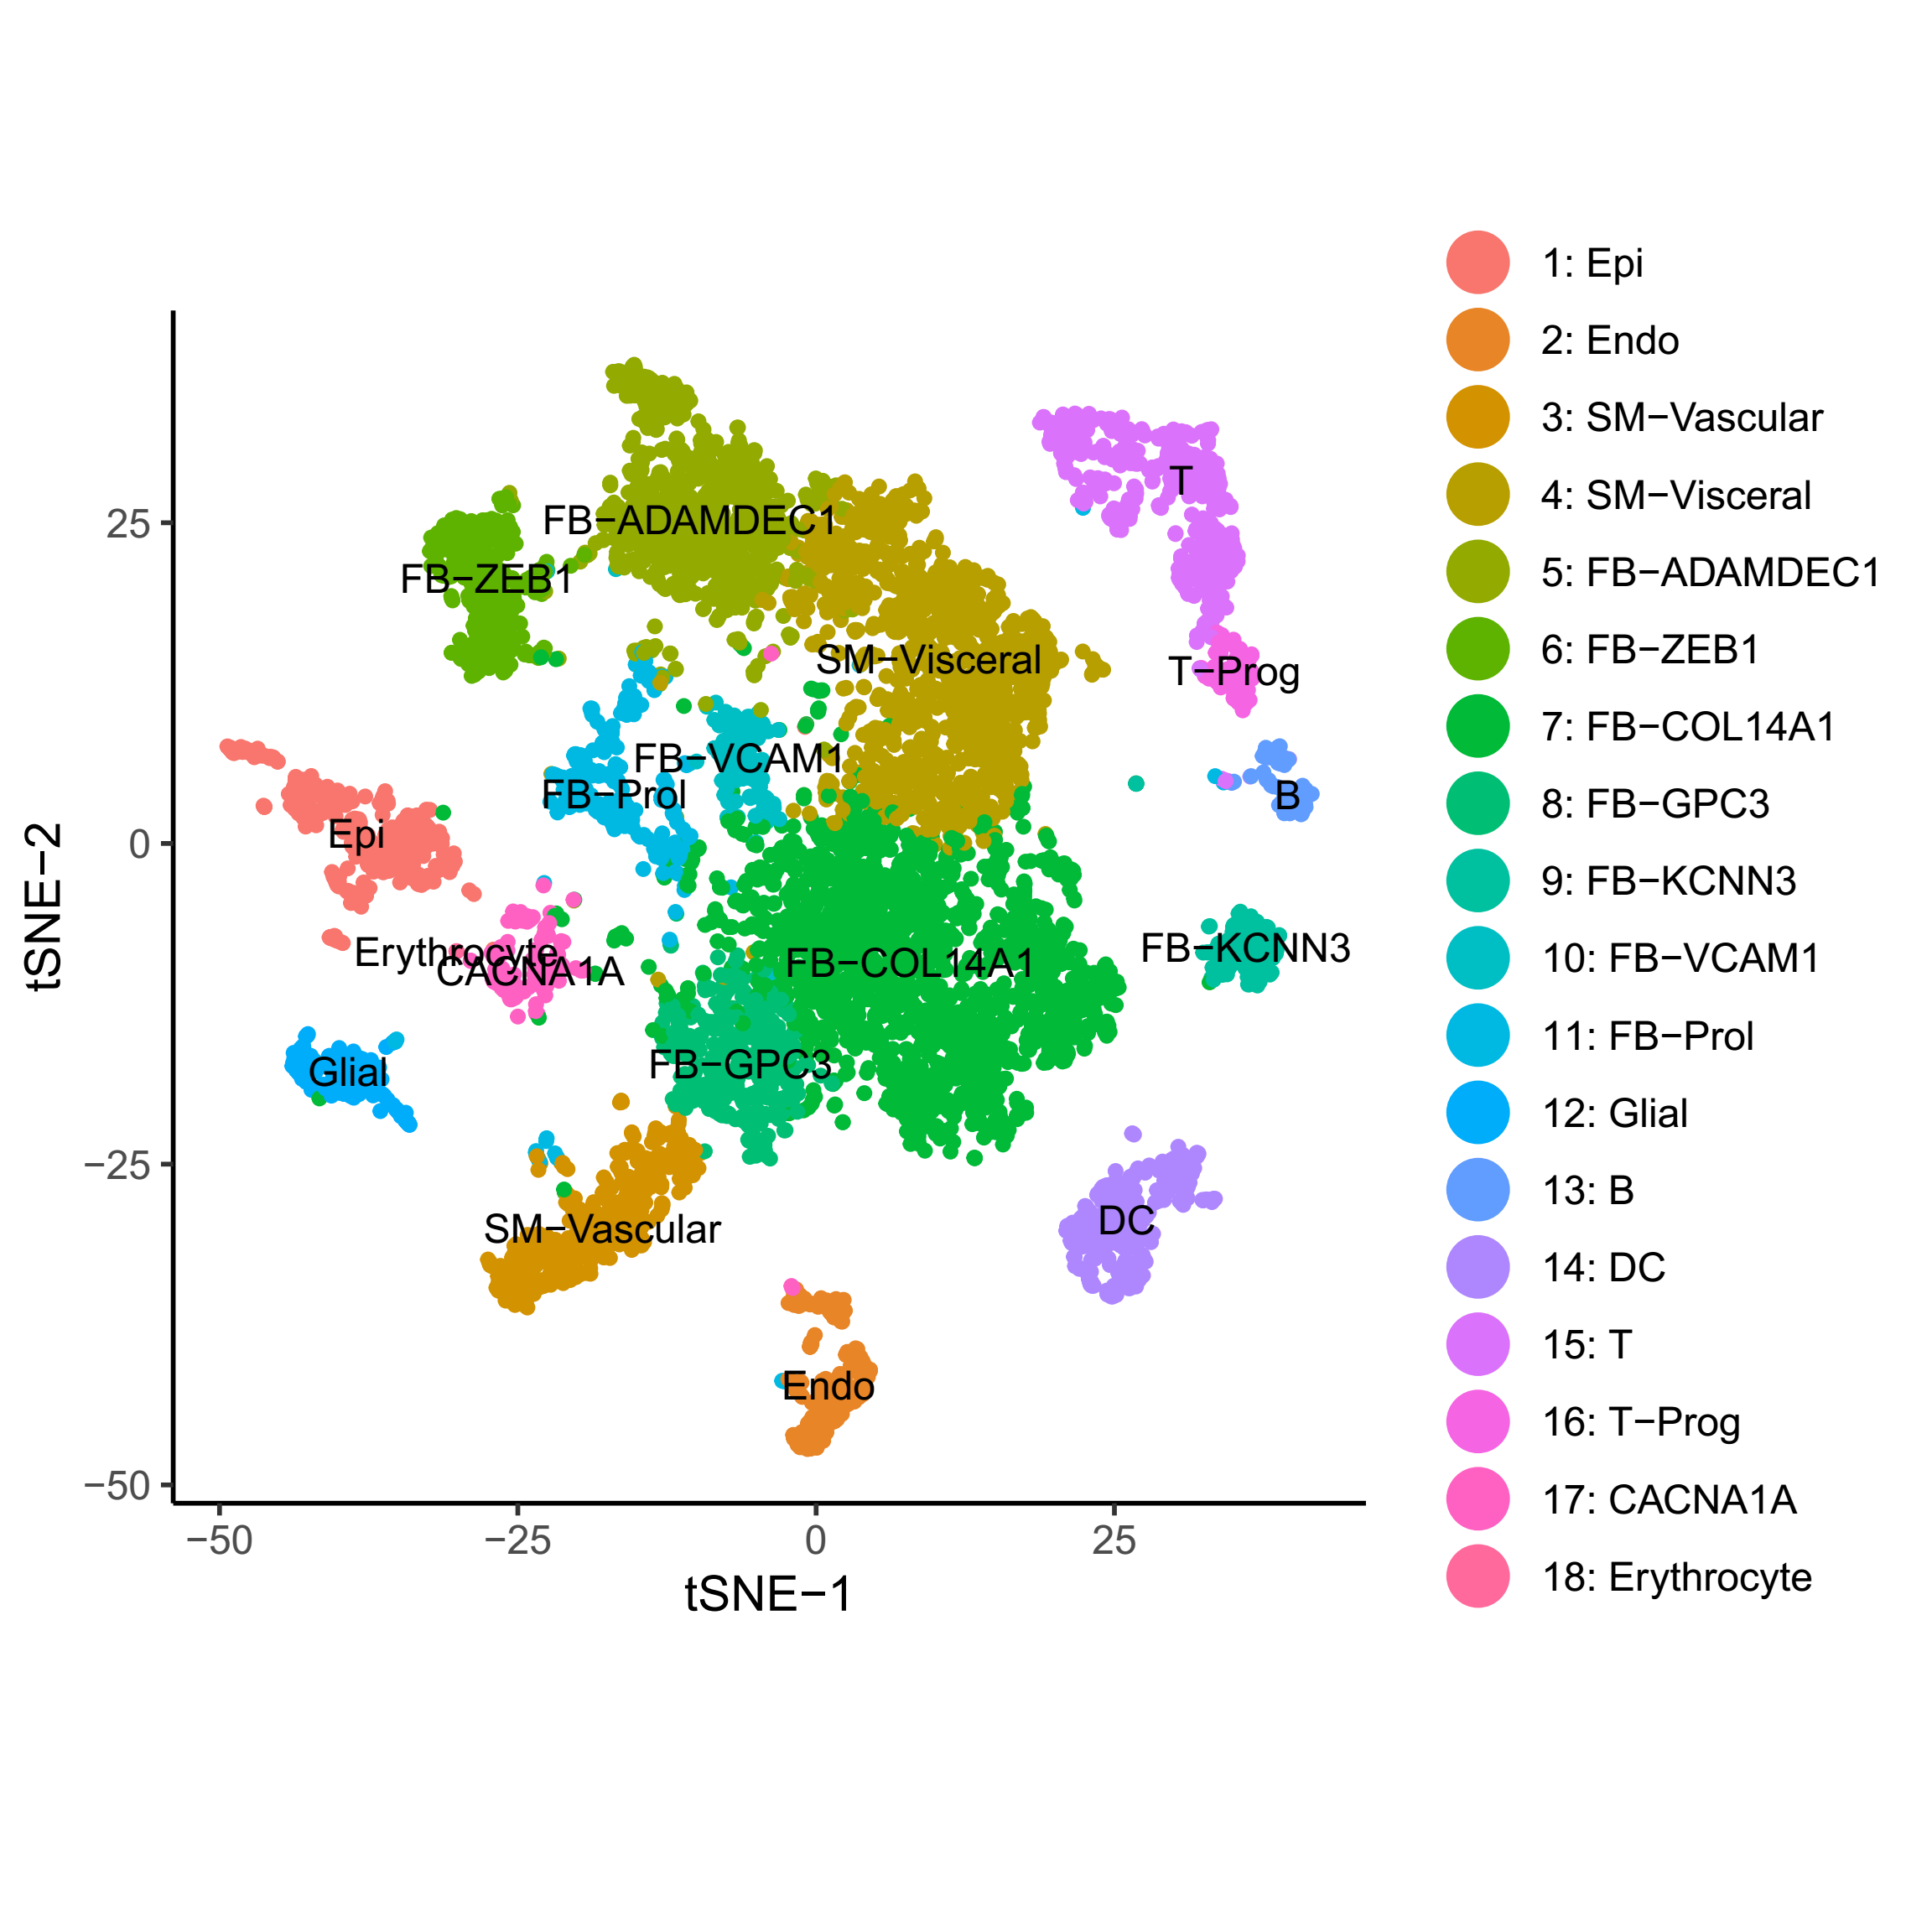 1: Epi
2: Endo
3: SM−Vascular
4: SM−Visceral
5: FB−ADAMDEC1
6: FB−ZEB1
7: FB−COL14A1
8: FB−GPC3
9: FB−KCNN3
10: FB−VCAM1
11: FB−Prol
12: Glial
13: B
14: DC
15: T
16: T−Prog
17: CACNA1A
18: Erythrocyte
T
FB−ADAMDEC1
FB−ZEB1
SM−Visceral
T−Prog
FB−VCAM1
FB−Prol
B
Epi
Erythrocyte
CACNA1A
FB−COL14A1
FB−KCNN3
FB−GPC3
Glial
SM−Vascular
DC
Endo
25
0
−25
−50
−50
−25
0
25
tSNE−1
tSNE−2